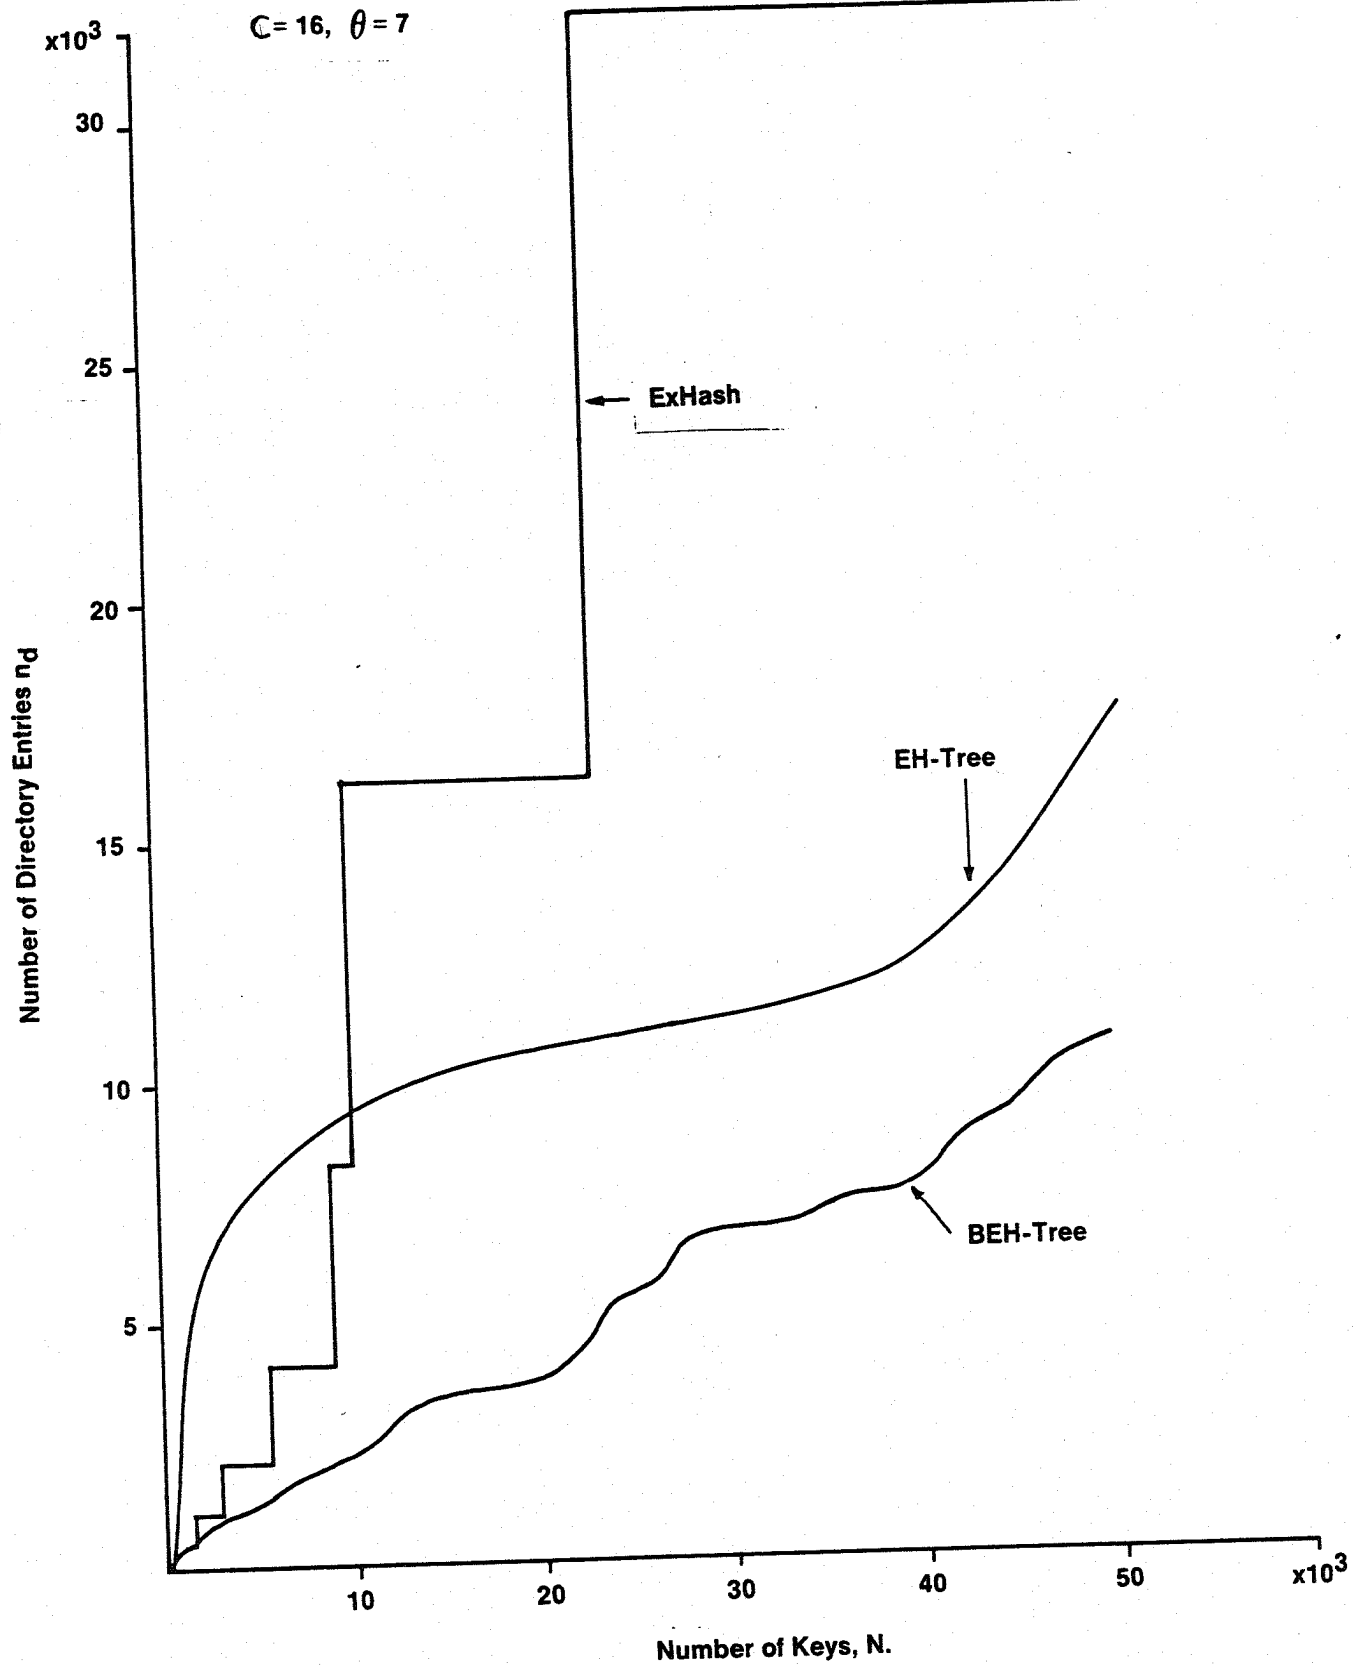 C = 16, θ = 7
x10³
30
25
ExHash
20
EH-Tree
15
10
BEH-Tree
5
Number of Directory Entries nd
10
20
30
40
50
x10³
Number of Keys, N.